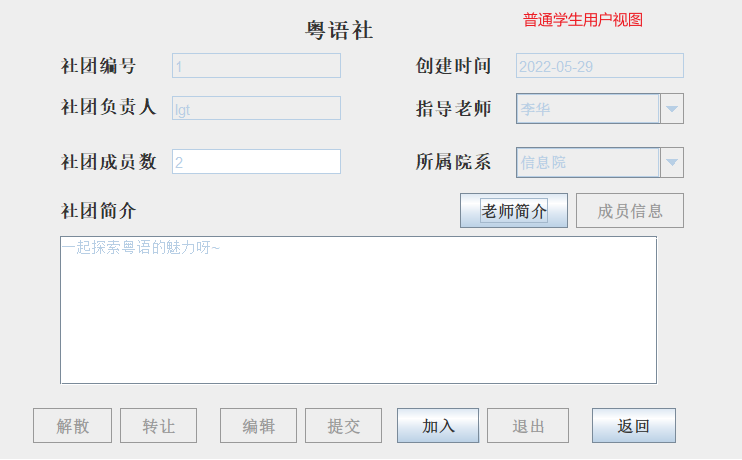 粤语社
普通学生用户视图
社团编号 1 创建时间 2022-05-29
社团负责人 lgt 指导老师 李华
社团成员数 2 所属院系 信息院
社团简介 老师简介 成员信息
一起探索粤语的魅力呀~
解散 转让 编辑 提交 加入 退出 返回